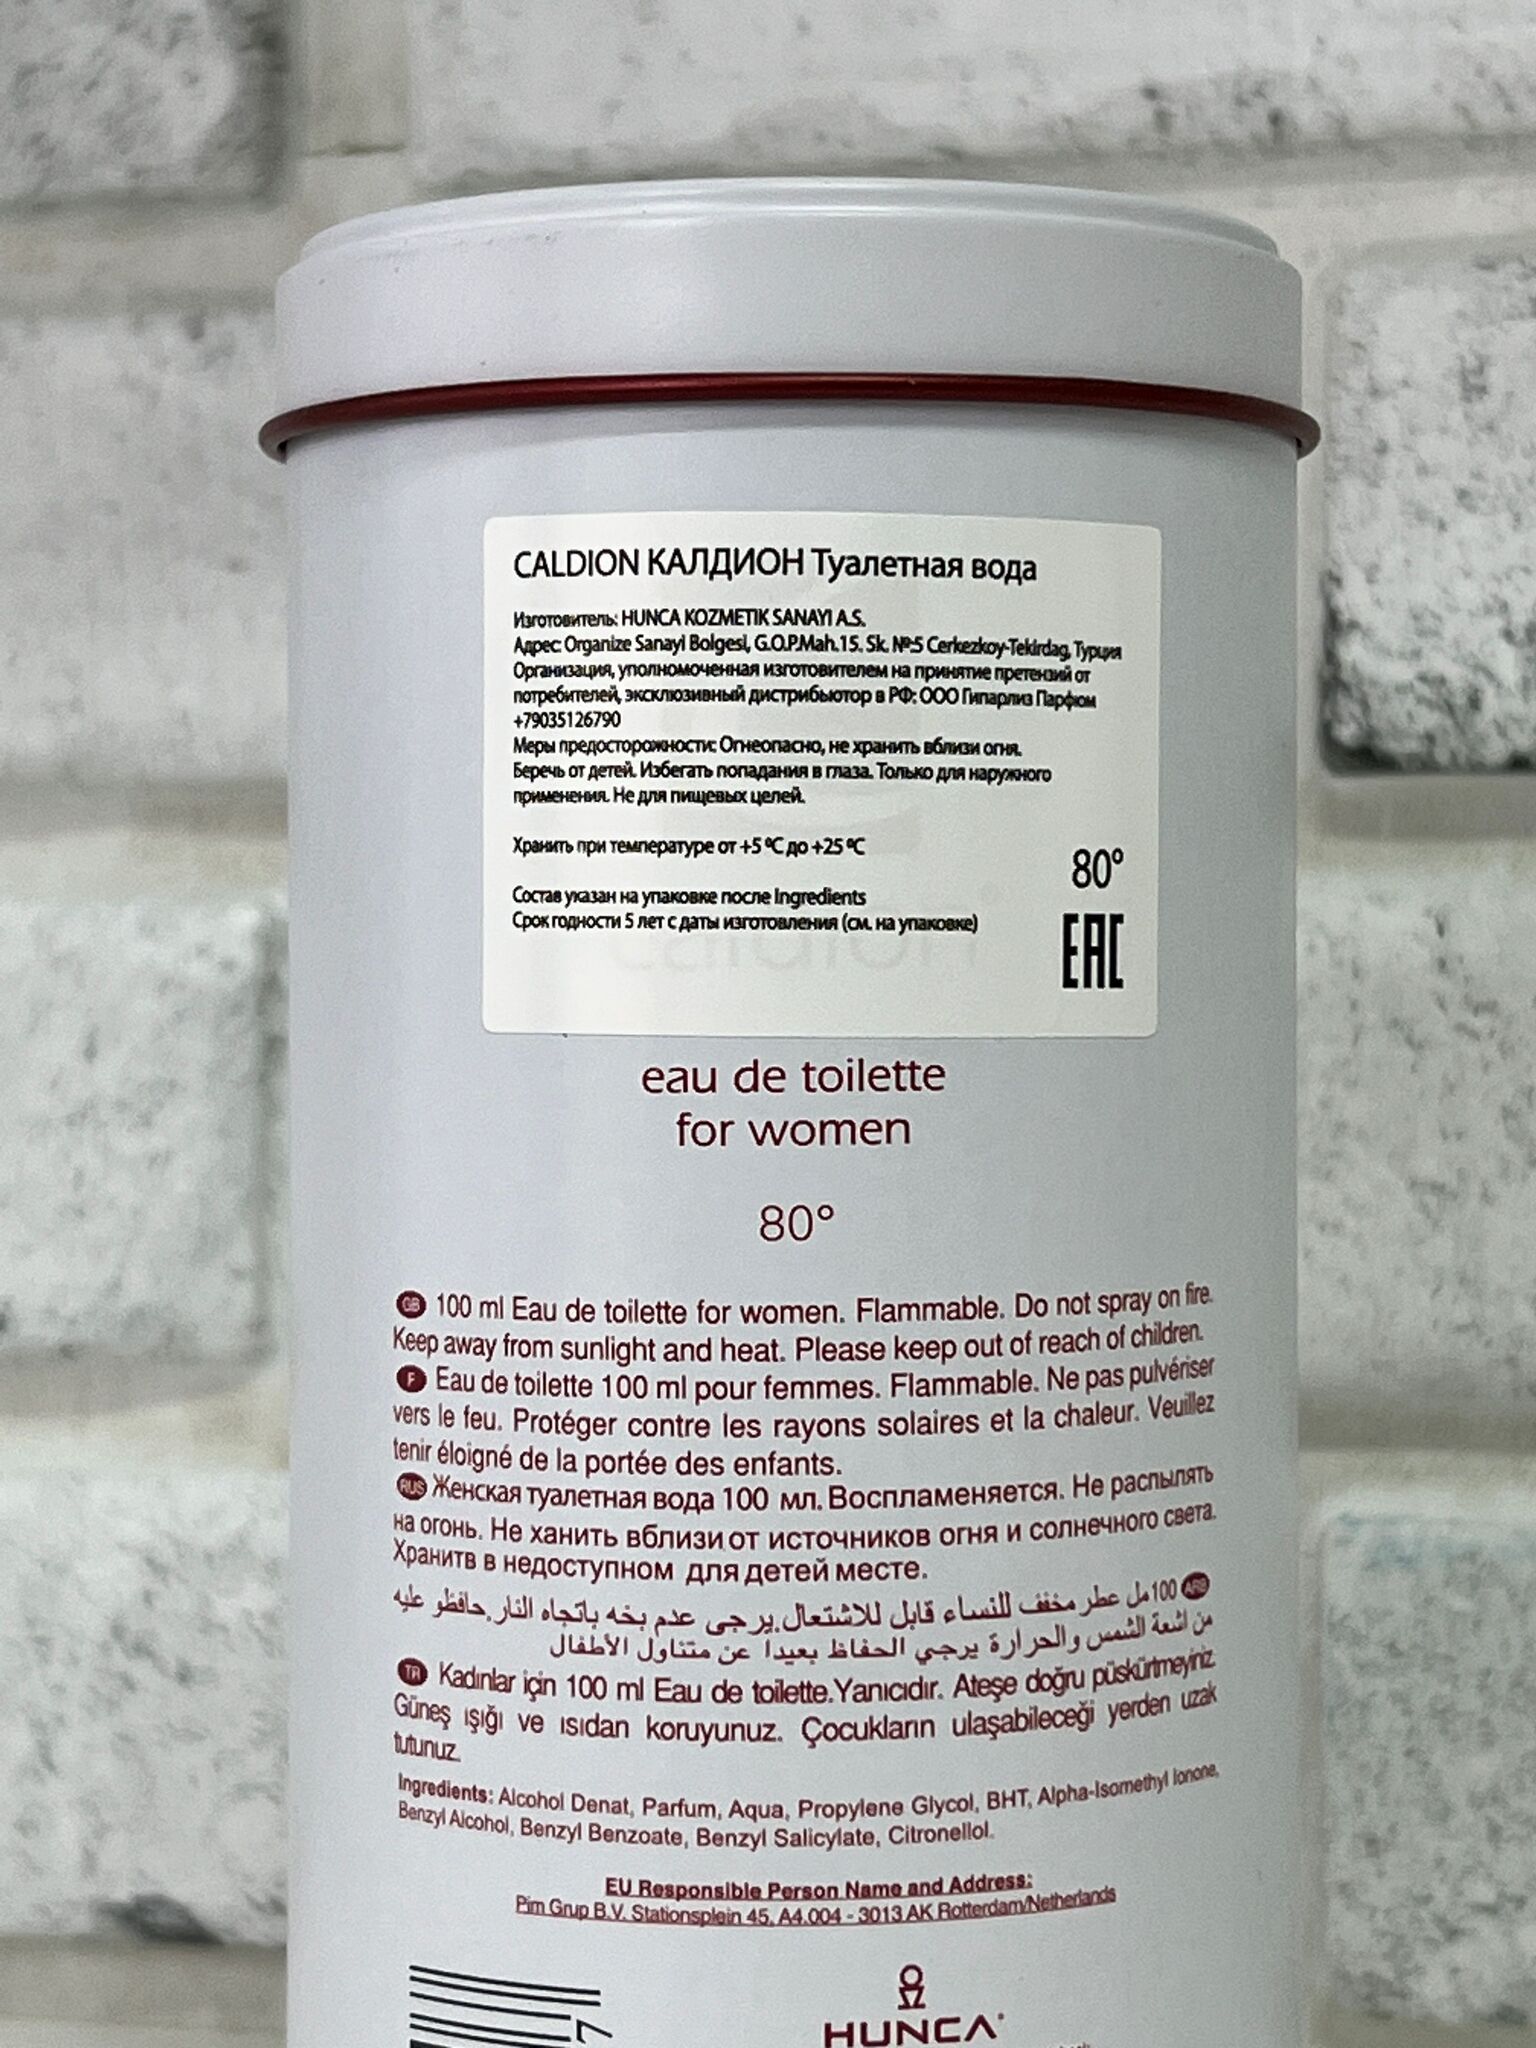 CALDION КАЛДИОН Туалетная вода
Изготовитель: HUNCA KOZMETIK SANAYI A.S.
Адрес: Organize Sanayi Bolgesi, G.O.P.Mah.15. Sk. №:5 Cerkezkoy-Tekirdag, Турция
Организация, уполномоченная изготовителем на принятие претензий от
потребителей, эксклюзивный дистрибьютор в РФ: ООО Гипарлиз Парфюм
+79035126790
Меры предосторожности: Огнеопасно, не хранить вблизи огня.
Беречь от детей. Избегать попадания в глаза. Только для наружного
применения. Не для пищевых целей.
Хранить при температуре от +5 ºC до +25 ºC
80º
Состав указан на упаковке после Ingredients
Срок годности 5 лет с даты изготовления (см. на упаковке)
EAC
caldion
eau de toilette
for women
80°
GB 100 ml Eau de toilette for women. Flammable. Do not spray on fire.
Keep away from sunlight and heat. Please keep out of reach of children.
F Eau de toilette 100 ml pour femmes. Flammable. Ne pas pulvériser
vers le feu. Protéger contre les rayons solaires et la chaleur. Veuillez
tenir éloigné de la portée des enfants.
RUS Женская туалетная вода 100 мл. Воспламеняется. Не распылять
на огонь. Не ханить вблизи от источников огня и солнечного света.
Хранитв в недоступном для детей месте.
ARB 100مل عطر مخفف للنساء قابل للاشتعال.يرجى عدم بخه باتجاه النار.حافظو عليه
من اشعة الشمس والحرارة يرجي الحفاظ بعيدا عن متناول الأطفال
TR Kadınlar için 100 ml Eau de toilette.Yanıcıdır. Ateşe doğru püskürtmeyiniz.
Güneş ışığı ve ısıdan koruyunuz. Çocukların ulaşabileceği yerden uzak
tutunuz.
Ingredients: Alcohol Denat, Parfum, Aqua, Propylene Glycol, BHT, Alpha-Isomethyl Ionone,
Benzyl Alcohol, Benzyl Benzoate, Benzyl Salicylate, Citronellol.
EU Responsible Person Name and Address:
Pim Grup B.V. Stationsplein 45, A4.004 - 3013 AK Rotterdam/Netherlands
7
HUNCA